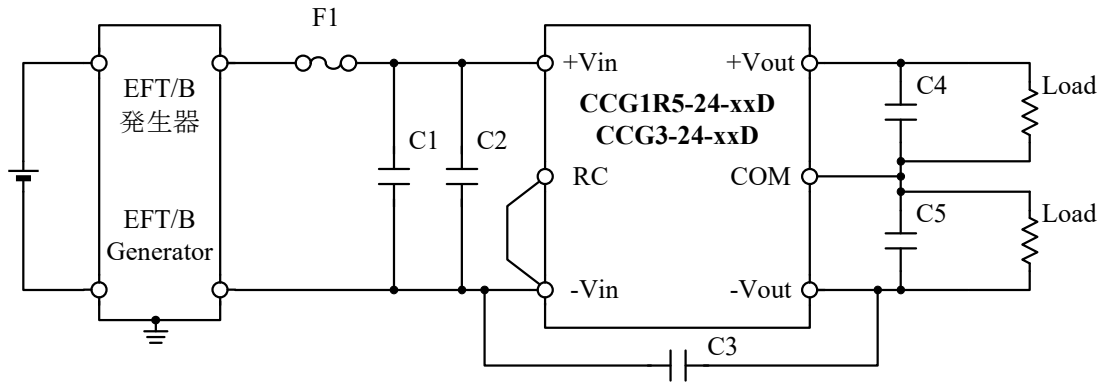 F1
EFT/B
発生器
EFT/B
Generator
C1
C2
+Vin
+Vout
CCG1R5-24-xxD
CCG3-24-xxD
RC
COM
-Vin
-Vout
C4
Load
C5
Load
C3